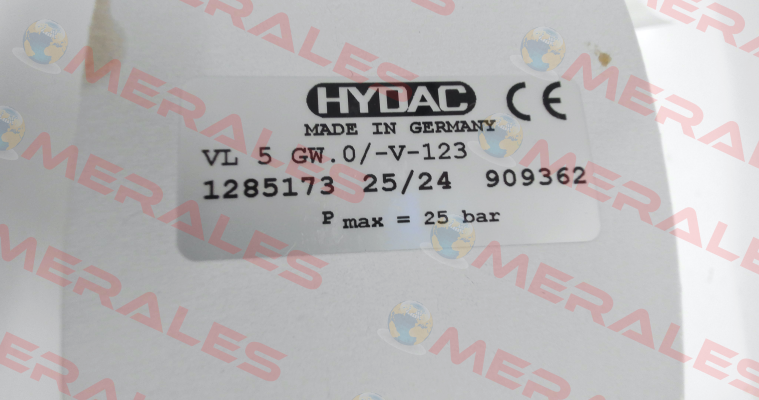 HYDAC CE
MADE IN GERMANY
VL 5 GW.0/-V-123
1285173 25/24 909362
P max = 25 bar
MERALES
MERALES
MERALES
MERALES
MERALES
MERALES